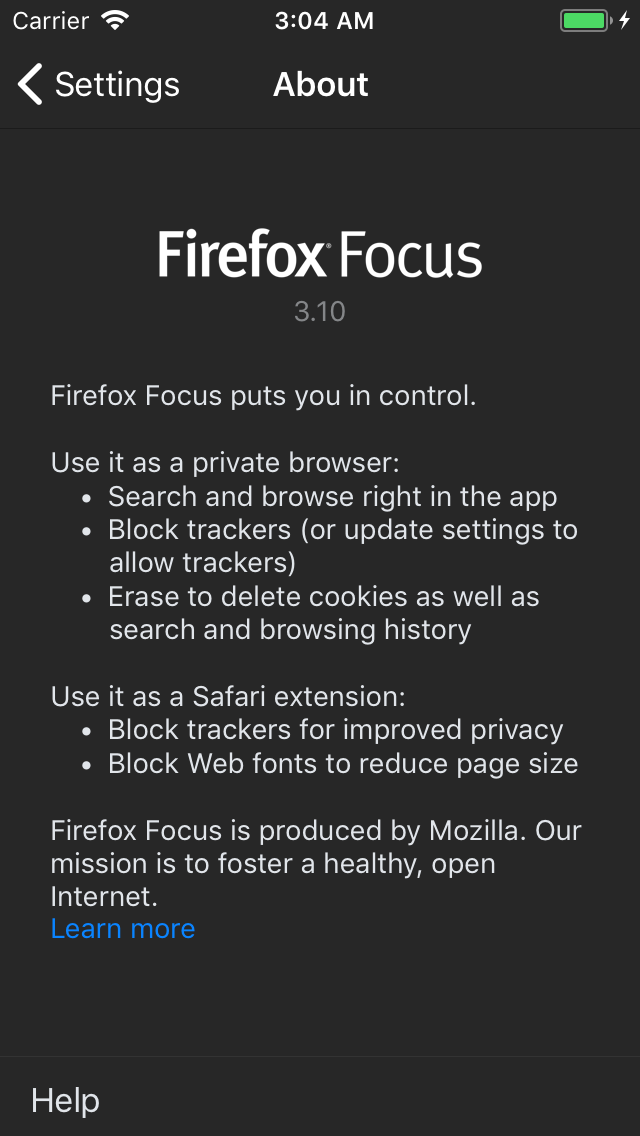 Carrier 3:04 AM
Settings About
Firefox® Focus
3.10
Firefox Focus puts you in control.
Use it as a private browser:
• Search and browse right in the app
• Block trackers (or update settings to
allow trackers)
• Erase to delete cookies as well as
search and browsing history
Use it as a Safari extension:
• Block trackers for improved privacy
• Block Web fonts to reduce page size
Firefox Focus is produced by Mozilla. Our
mission is to foster a healthy, open
Internet.
Learn more
Help